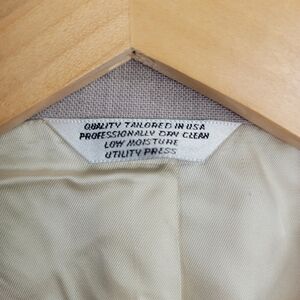 QUALITY TAILORED IN USA
PROFESSIONALLY DRY CLEAN
LOW MOISTURE
UTILITY PRESS